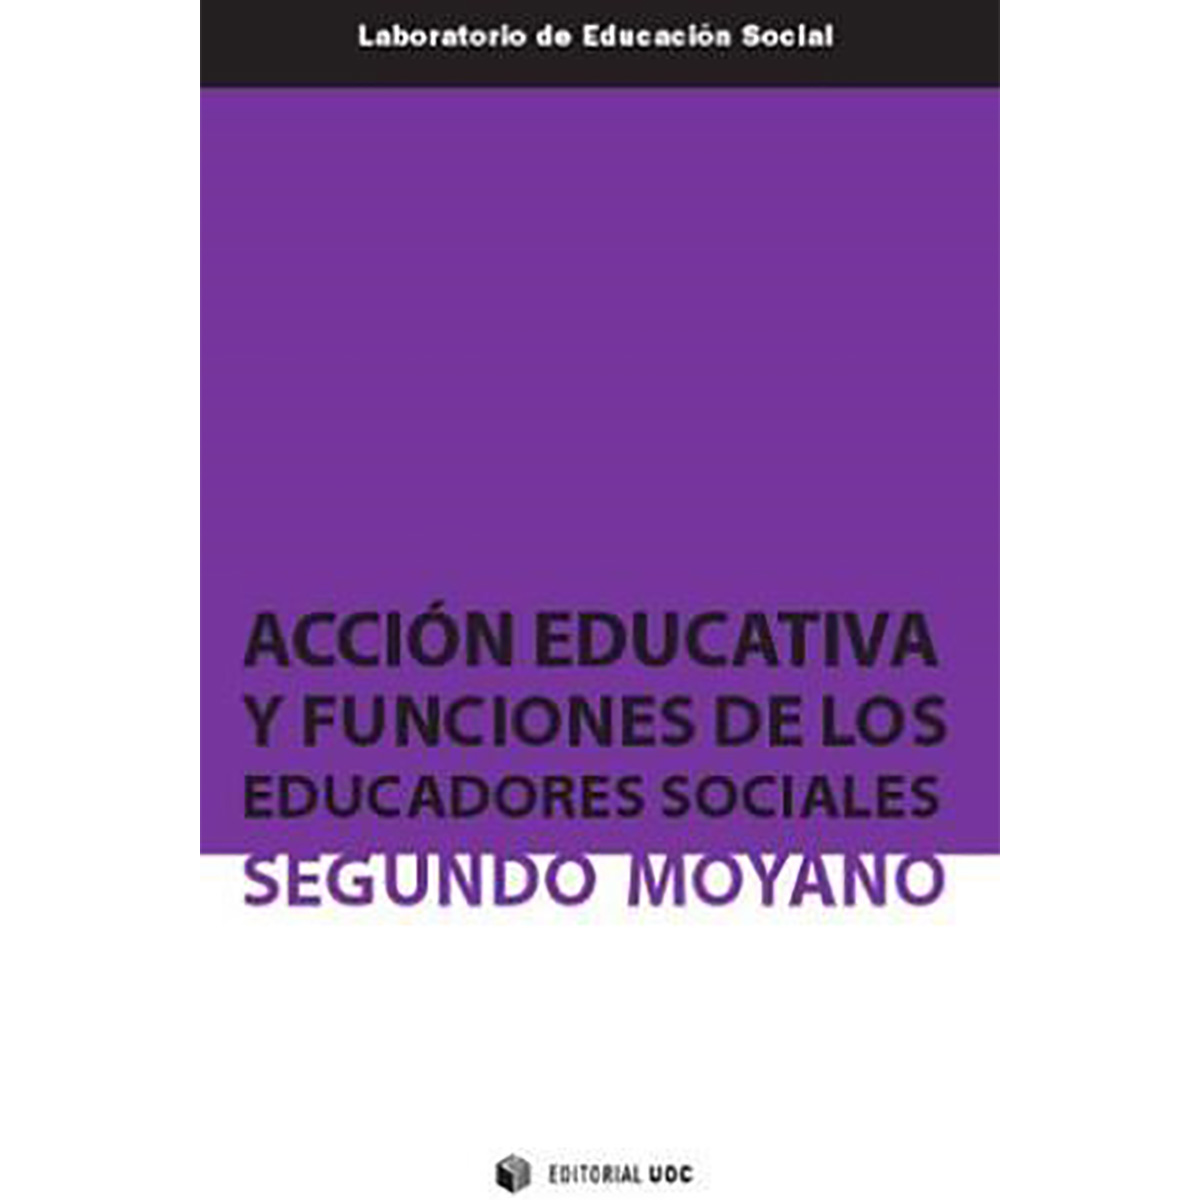 Laboratorio de Educación Social
ACCIÓN EDUCATIVA
Y FUNCIONES DE LOS
EDUCADORES SOCIALES
SEGUNDO MOYANO
EDITORIAL UOC